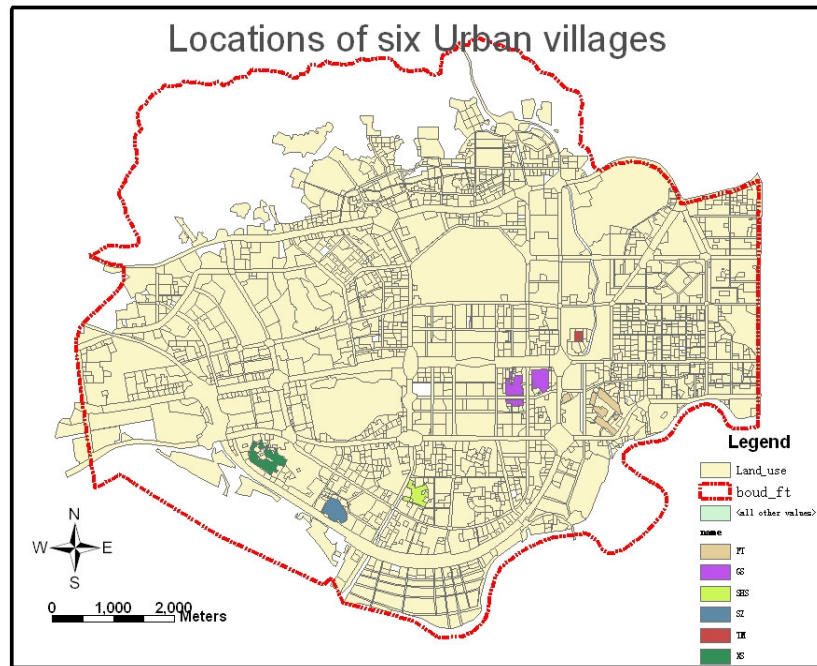 Locations of six Urban villages
Legend
Land_use
boud_ft
<all other values>
name
FT
GS
SHS
SZ
TM
XS
N
W E
S
0 1,000 2,000
Meters